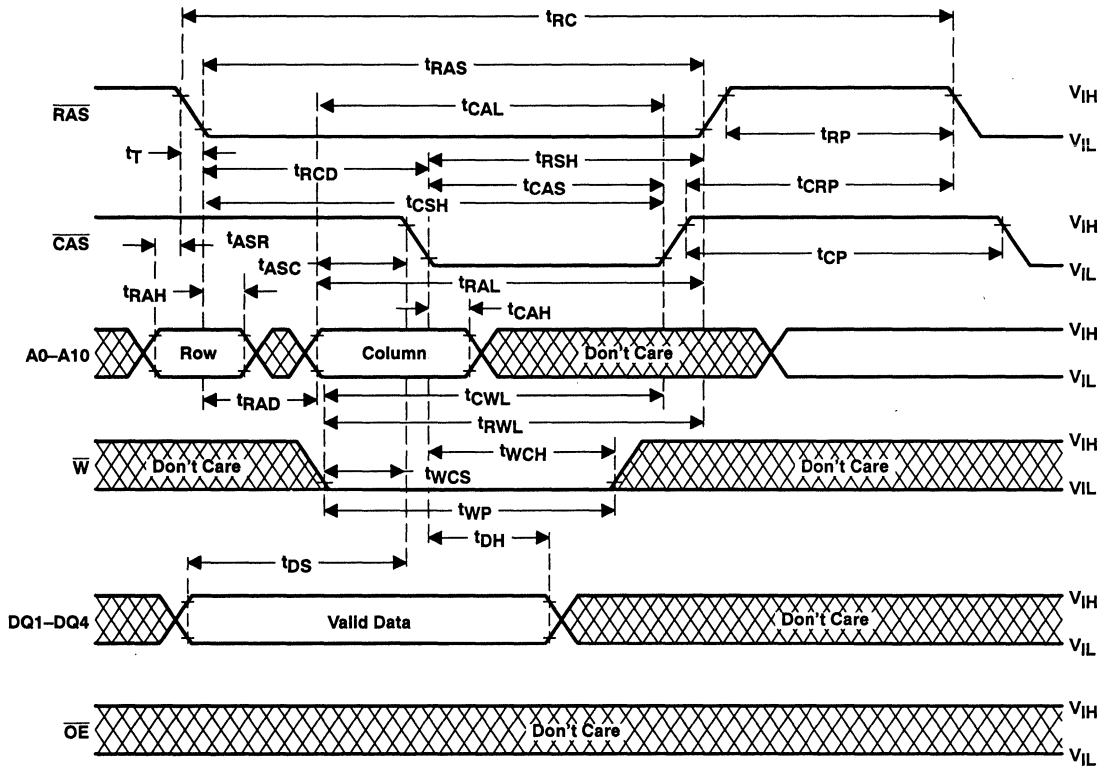 tRC
tRAS
VIH
tCAL
RAS
tRP
VIL
tT
tRSH
tRCD
tCAS
tCRP
tCSH
VIH
CAS
tASR
tCP
tASC
VIL
tRAL
tRAH
tCAH
VIH
A0–A10
Row
Column
Don't Care
VIL
tCWL
tRAD
tRWL
VIH
tWCH
W
Don't Care
Don't Care
tWCS
VIL
tWP
tDH
tDS
VIH
DQ1–DQ4
Valid Data
Don't Care
VIL
VIH
OE
Don't Care
VIL